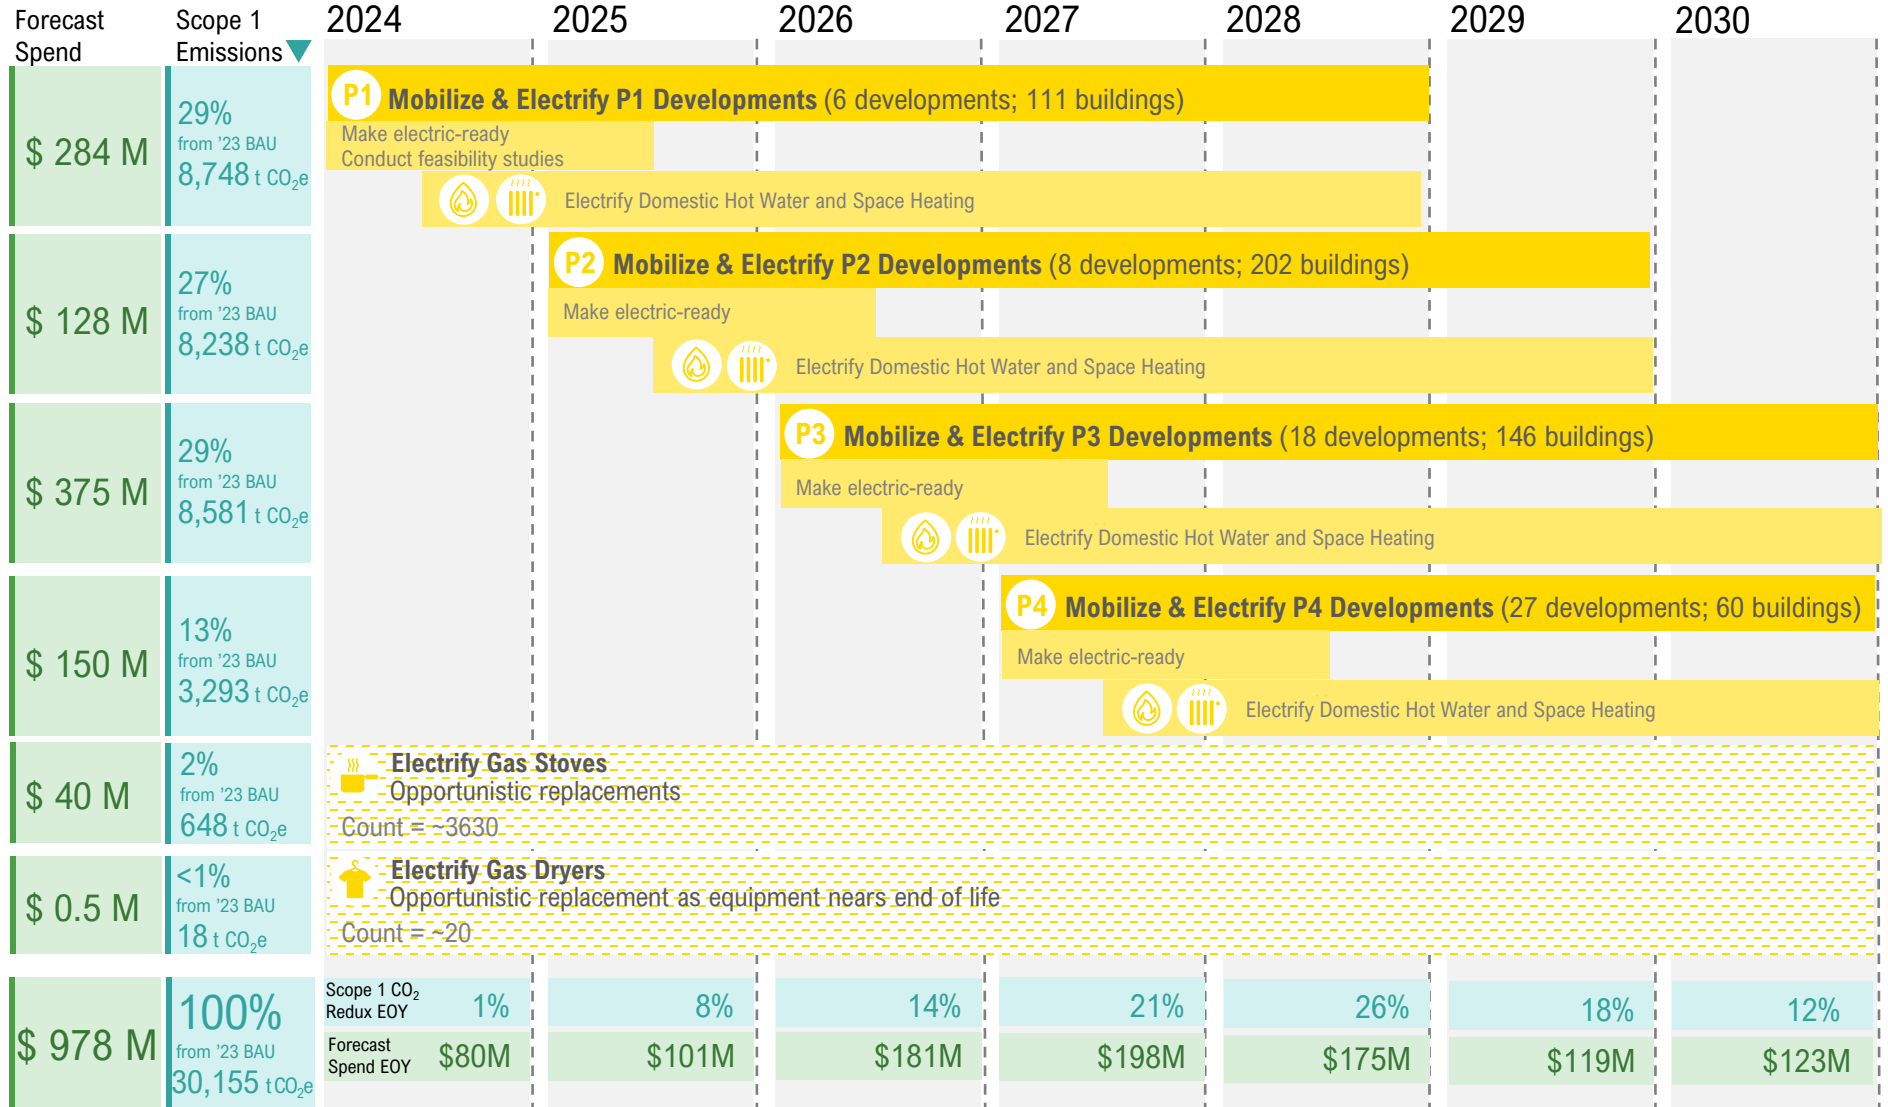 Forecast
Spend
Scope 1
Emissions
2024
2025
2026
2027
2028
2029
2030
$ 284 M
29%
from '23 BAU
8,748 t CO₂e
P1 Mobilize & Electrify P1 Developments (6 developments; 111 buildings)
Make electric-ready
Conduct feasibility studies
Electrify Domestic Hot Water and Space Heating
$ 128 M
27%
from '23 BAU
8,238 t CO₂e
P2 Mobilize & Electrify P2 Developments (8 developments; 202 buildings)
Make electric-ready
Electrify Domestic Hot Water and Space Heating
$ 375 M
29%
from '23 BAU
8,581 t CO₂e
P3 Mobilize & Electrify P3 Developments (18 developments; 146 buildings)
Make electric-ready
Electrify Domestic Hot Water and Space Heating
$ 150 M
13%
from '23 BAU
3,293 t CO₂e
P4 Mobilize & Electrify P4 Developments (27 developments; 60 buildings)
Make electric-ready
Electrify Domestic Hot Water and Space Heating
$ 40 M
2%
from '23 BAU
648 t CO₂e
Electrify Gas Stoves
Opportunistic replacements
Count = ~3630
$ 0.5 M
<1%
from '23 BAU
18 t CO₂e
Electrify Gas Dryers
Opportunistic replacement as equipment nears end of life
Count = ~20
$ 978 M
100%
from '23 BAU
30,155 tCO₂e
Scope 1 CO₂
Redux EOY
1%
8%
14%
21%
26%
18%
12%
Forecast
Spend EOY
$80M
$101M
$181M
$198M
$175M
$119M
$123M